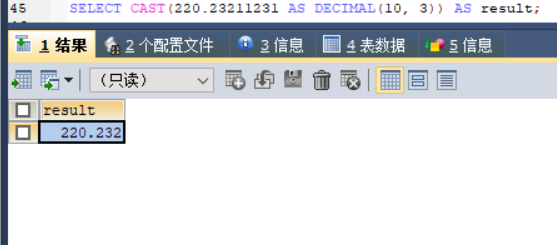 45 SELECT CAST(220.23211231 AS DECIMAL(10, 3)) AS result;
1 结果 2 个配置文件 3 信息 4 表数据 5 信息
（只读）
result
220.232